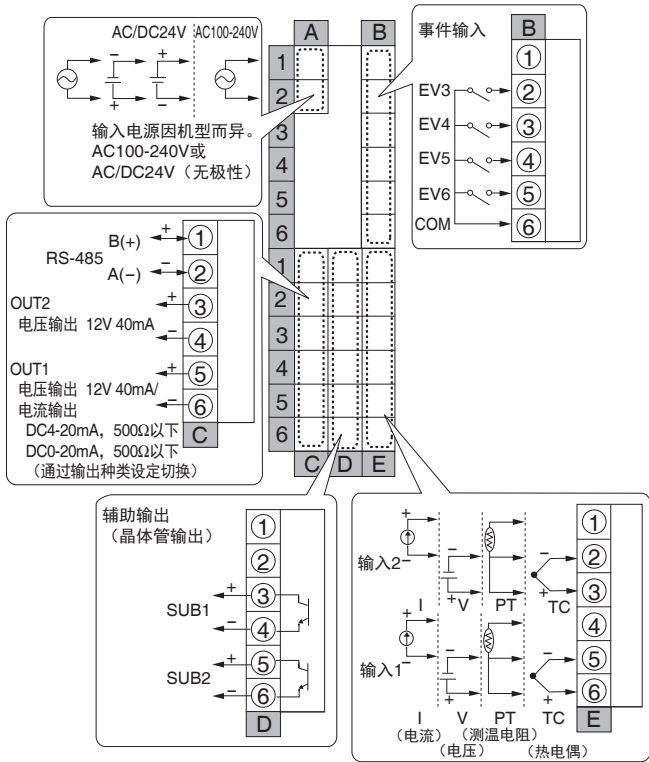 AC/DC24V AC100-240V
输入电源因机型而异。
AC100-240V或
AC/DC24V（无极性）
A B
1
2
3
4
5
6
1
2
3
4
5
6
C D E
事件输入 B
①
EV3 ②
EV4 ③
EV5 ④
EV6 ⑤
COM ⑥
RS-485
B(+) + ①
A(−) − ②
OUT2 + ③
电压输出 12V 40mA
− ④
OUT1 + ⑤
电压输出 12V 40mA/
电流输出 − ⑥
DC4-20mA，500Ω以下
DC0-20mA，500Ω以下
（通过输出种类设定切换）
C
辅助输出
（晶体管输出）
①
②
SUB1 + ③
− ④
SUB2 + ⑤
− ⑥
D
输入2
+ −
− +
− +
I V PT TC
输入1
+ −
− +
− +
I V PT TC
（电流） （测温电阻）
（电压） （热电偶）
①
②
③
④
⑤
⑥
E